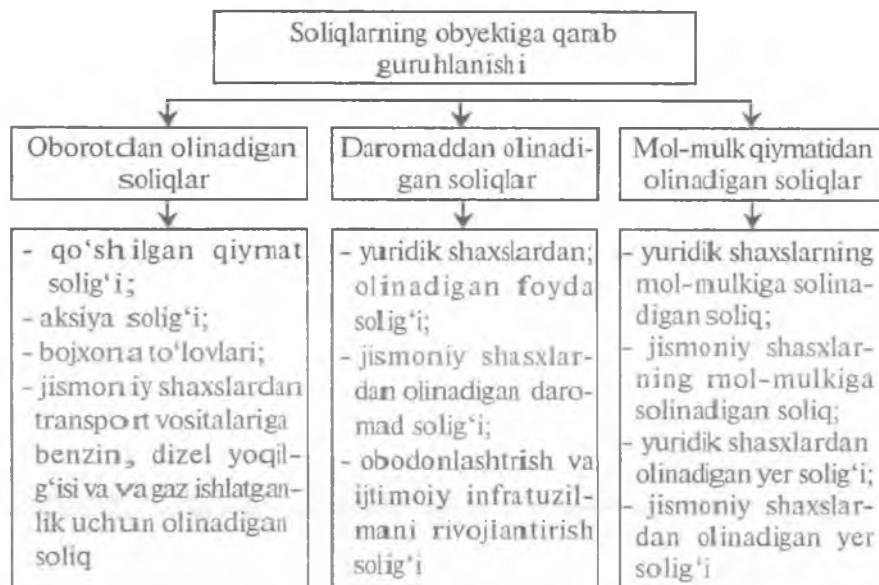 Soliqlarning obyektiga qarab
guruhlanishi
Oborotdan olinadigan
soliqlar
Daromaddan olinadi-
gan soliqlar
Mol-mulk qiymatidan
olinadigan soliqlar
- qo‘shilgan qiymat
solig‘i;
- aksiya solig‘i;
- bojxona to‘lovlari;
- jismoniy shaxslardan
transport vositalariga
benzin, dizel yoqil-
g‘isi va va gaz ishlatgan-
lik uchun olinadigan
soliq
- yuridik shaxslardan;
olinadigan foyda
solig‘i;
- jismoniy shasxlar-
dan olinadigan daro-
mad solig‘i;
- obodonlashtrish va
ijtimoiy infratuzil-
mani rivojlantirish
solig‘i
- yuridik shaxslarning
mol-mulkiga solina-
digan soliq;
- jismoniy shasxlar-
ning mol-mulkiga
solinadigan soliq;
- yuridik shasxlardan
olinadigan yer solig‘i;
- jismoniy shaxslar-
dan olinadigan yer
solig‘i